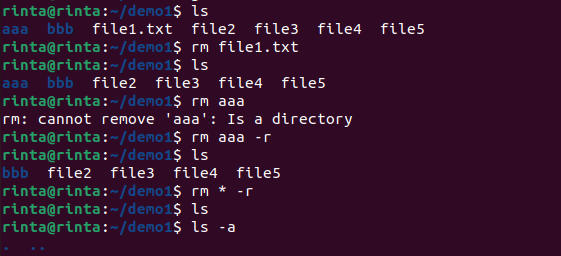 rinta@rinta:~/demo1$ ls
aaa  bbb  file1.txt  file2  file3  file4  file5
rinta@rinta:~/demo1$ rm file1.txt
rinta@rinta:~/demo1$ ls
aaa  bbb  file2  file3  file4  file5
rinta@rinta:~/demo1$ rm aaa
rm: cannot remove 'aaa': Is a directory
rinta@rinta:~/demo1$ rm aaa -r
rinta@rinta:~/demo1$ ls
bbb  file2  file3  file4  file5
rinta@rinta:~/demo1$ rm * -r
rinta@rinta:~/demo1$ ls
rinta@rinta:~/demo1$ ls -a
.  ..